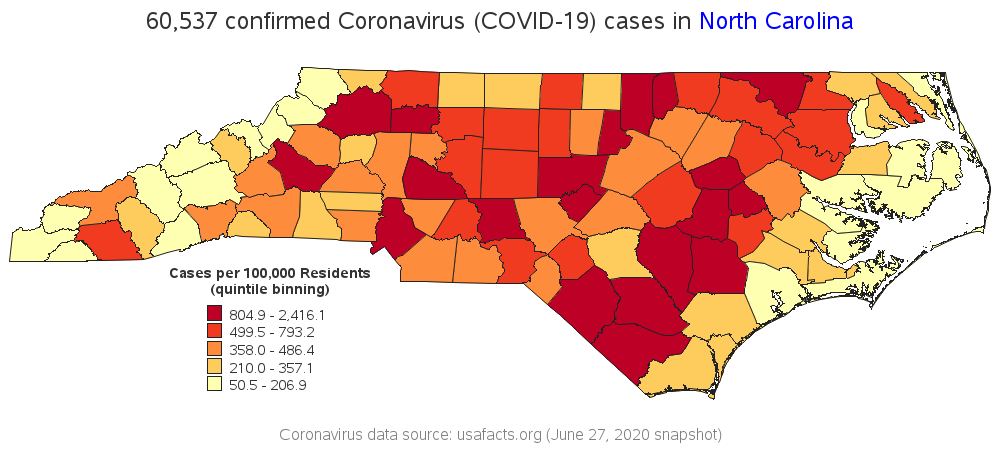 60,537 confirmed Coronavirus (COVID-19) cases in North Carolina
Cases per 100,000 Residents
(quintile binning)
804.9 - 2,416.1
499.5 - 793.2
358.0 - 486.4
210.0 - 357.1
50.5 - 206.9
Coronavirus data source: usafacts.org (June 27, 2020 snapshot)